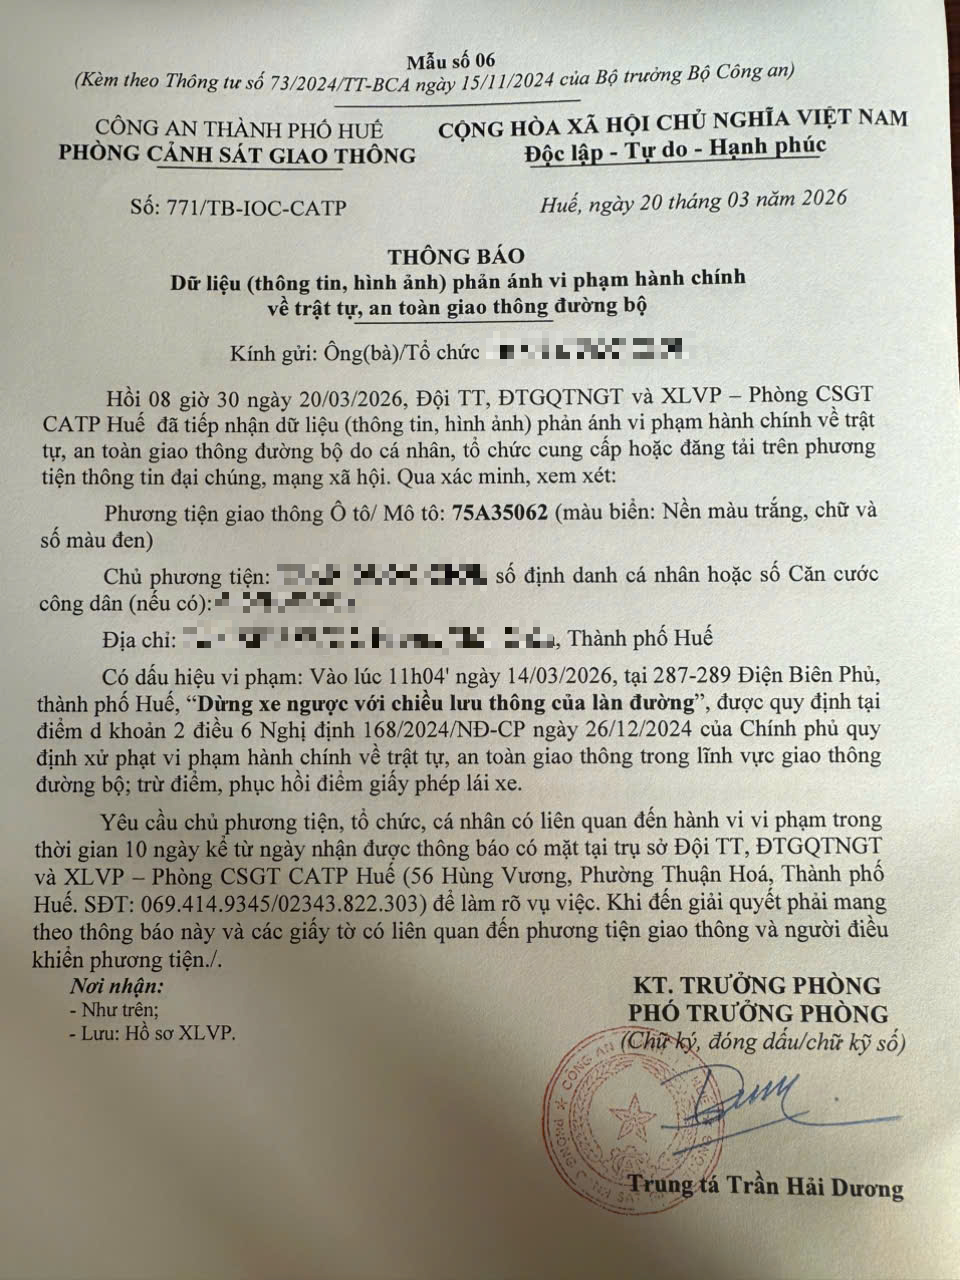 Mẫu số 06
(Kèm theo Thông tư số 73/2024/TT-BCA ngày 15/11/2024 của Bộ trưởng Bộ Công an)
CÔNG AN THÀNH PHỐ HUẾ
PHÒNG CẢNH SÁT GIAO THÔNG
CỘNG HÒA XÃ HỘI CHỦ NGHĨA VIỆT NAM
Độc lập - Tự do - Hạnh phúc
Số: 771/TB-IOC-CATP
Huế, ngày 20 tháng 03 năm 2026
THÔNG BÁO
Dữ liệu (thông tin, hình ảnh) phản ánh vi phạm hành chính
về trật tự, an toàn giao thông đường bộ
Kính gửi: Ông(bà)/Tổ chức
Hồi 08 giờ 30 ngày 20/03/2026, Đội TT, ĐTGQTNGT và XLVP – Phòng CSGT
CATP Huế đã tiếp nhận dữ liệu (thông tin, hình ảnh) phản ánh vi phạm hành chính về trật
tự, an toàn giao thông đường bộ do cá nhân, tổ chức cung cấp hoặc đăng tải trên phương
tiện thông tin đại chúng, mạng xã hội. Qua xác minh, xem xét:
Phương tiện giao thông Ô tô/ Mô tô: 75A35062 (màu biển: Nền màu trắng, chữ và
số màu đen)
Chủ phương tiện: số định danh cá nhân hoặc số Căn cước
công dân (nếu có):
Địa chỉ: , Thành phố Huế
Có dấu hiệu vi phạm: Vào lúc 11h04' ngày 14/03/2026, tại 287-289 Điện Biên Phủ,
thành phố Huế, “Dừng xe ngược với chiều lưu thông của làn đường”, được quy định tại
điểm d khoản 2 điều 6 Nghị định 168/2024/NĐ-CP ngày 26/12/2024 của Chính phủ quy
định xử phạt vi phạm hành chính về trật tự, an toàn giao thông trong lĩnh vực giao thông
đường bộ; trừ điểm, phục hồi điểm giấy phép lái xe.
Yêu cầu chủ phương tiện, tổ chức, cá nhân có liên quan đến hành vi vi phạm trong
thời gian 10 ngày kể từ ngày nhận được thông báo có mặt tại trụ sở Đội TT, ĐTGQTNGT
và XLVP – Phòng CSGT CATP Huế (56 Hùng Vương, Phường Thuận Hoá, Thành phố
Huế. SĐT: 069.414.9345/02343.822.303) để làm rõ vụ việc. Khi đến giải quyết phải mang
theo thông báo này và các giấy tờ có liên quan đến phương tiện giao thông và người điều
khiển phương tiện./.
Nơi nhận:
- Như trên;
- Lưu: Hồ sơ XLVP.
KT. TRƯỞNG PHÒNG
PHÓ TRƯỞNG PHÒNG
(Chữ ký, đóng dấu/chữ kỹ số)
Trung tá Trần Hải Dương